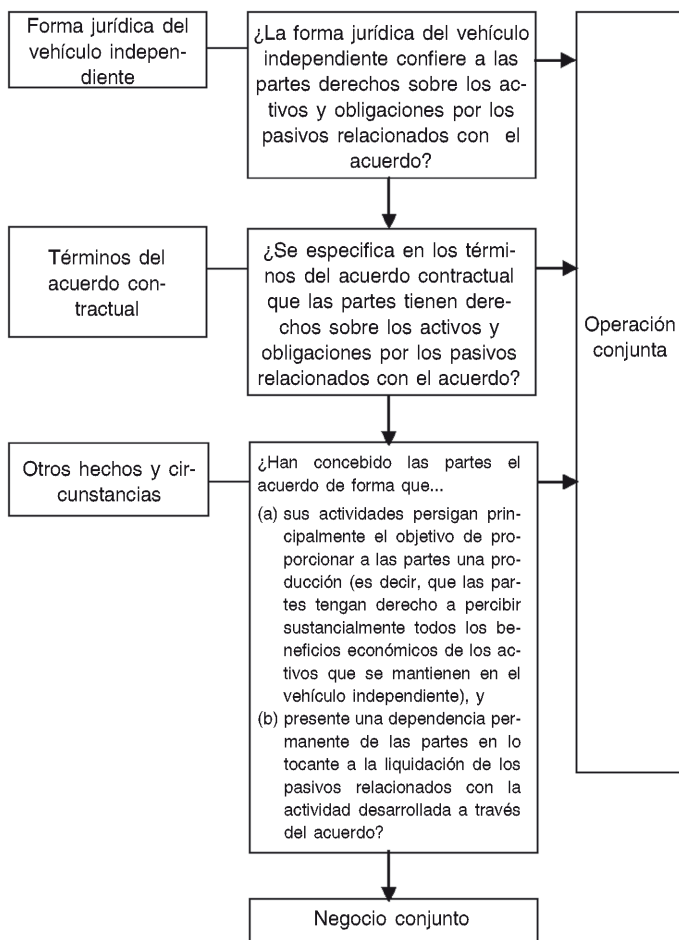 Forma jurídica del
vehículo indepen-
diente
¿La forma jurídica del vehículo
independiente confiere a las
partes derechos sobre los ac-
tivos y obligaciones por los
pasivos relacionados con el
acuerdo?
Términos del
acuerdo con-
tractual
¿Se especifica en los térmi-
nos del acuerdo contractual
que las partes tienen dere-
chos sobre los activos y
obligaciones por los pasivos
relacionados con el acuerdo?
Operación
conjunta
Otros hechos y cir-
cunstancias
¿Han concebido las partes el
acuerdo de forma que...
(a) sus actividades persigan prin-
cipalmente el objetivo de pro-
porcionar a las partes una pro-
ducción (es decir, que las par-
tes tengan derecho a percibir
sustancialmente todos los be-
neficios económicos de los ac-
tivos que se mantienen en el
vehículo independiente), y
(b) presente una dependencia per-
manente de las partes en lo
tocante a la liquidación de los
pasivos relacionados con la
actividad desarrollada a través
del acuerdo?
Negocio conjunto